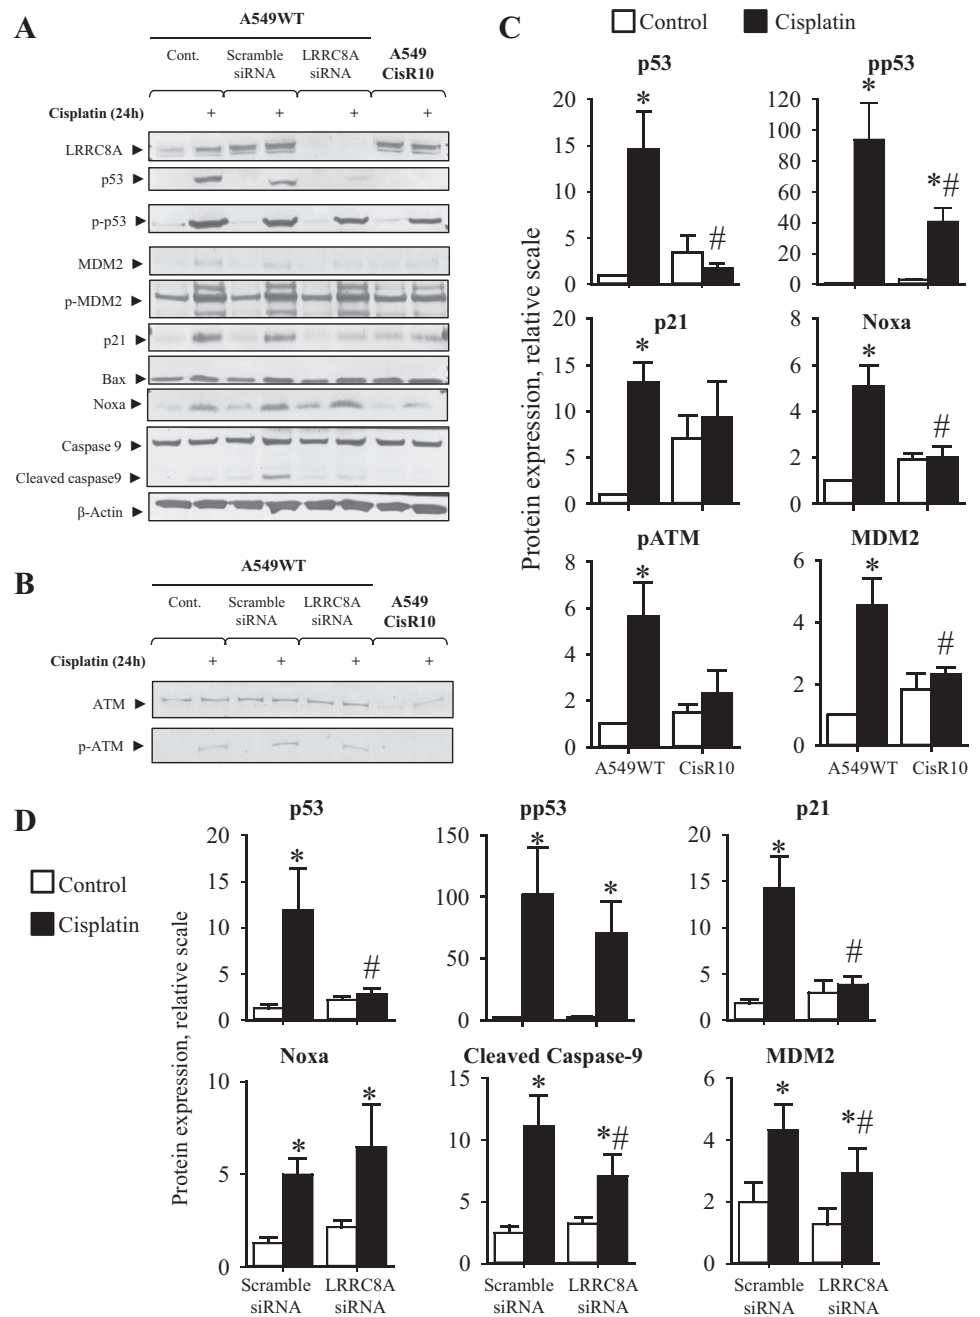 A
A549WT
Cont.
Scramble
siRNA
LRRC8A
siRNA
A549
CisR10
Cisplatin (24h)
+
+
+
+
LRRC8A
p53
p-p53
MDM2
p-MDM2
p21
Bax
Noxa
Caspase 9
Cleaved caspase9
β-Actin
B
A549WT
Cont.
Scramble
siRNA
LRRC8A
siRNA
A549
CisR10
Cisplatin (24h)
+
+
+
+
ATM
p-ATM
C
Control
Cisplatin
Protein expression, relative scale
p53
20
15
10
5
0
*
#
pp53
120
100
80
60
40
20
0
*
*#
p21
20
15
10
5
0
*
Noxa
8
6
4
2
0
*
#
pATM
8
6
4
2
0
*
A549WT
CisR10
MDM2
6
4
2
0
*
#
A549WT
CisR10
D
Control
Cisplatin
Protein expression, relative scale
p53
20
15
10
5
0
*
#
pp53
150
100
50
0
*
*
p21
20
15
10
5
0
*
#
Noxa
10
5
0
*
*
Scramble
siRNA
LRRC8A
siRNA
Cleaved Caspase-9
15
10
5
0
*
*#
Scramble
siRNA
LRRC8A
siRNA
MDM2
6
4
2
0
*
*#
Scramble
siRNA
LRRC8A
siRNA